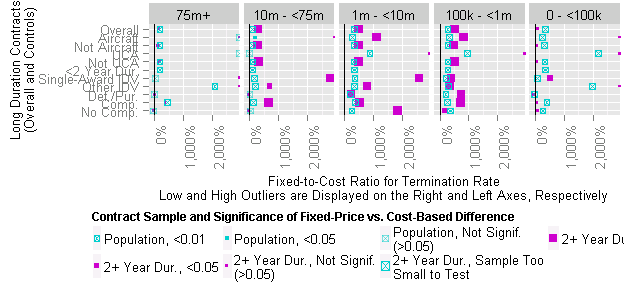 75m+
10m - <75m
1m - <10m
100k - <1m
0 - <100k
Long Duration Contracts
(Overall and Controls)
Overall
Aircraft
Not Aircraft
UCA
Not UCA
<2 Year Dur.
Single-Award IDV
Other IDV
Def./Pur.
Comp.
No Comp.
0% 1,000% 2,000% 0% 1,000% 2,000% 0% 1,000% 2,000% 0% 1,000% 2,000% 0% 1,000% 2,000%
Fixed-to-Cost Ratio for Termination Rate
Low and High Outliers are Displayed on the Right and Left Axes, Respectively
Contract Sample and Significance of Fixed-Price vs. Cost-Based Difference
Population, <0.01
Population, <0.05
Population, Not Signif.
(>0.05)
2+ Year Du
2+ Year Dur., <0.05
2+ Year Dur., Not Signif.
(>0.05)
2+ Year Dur., Sample Too
Small to Test